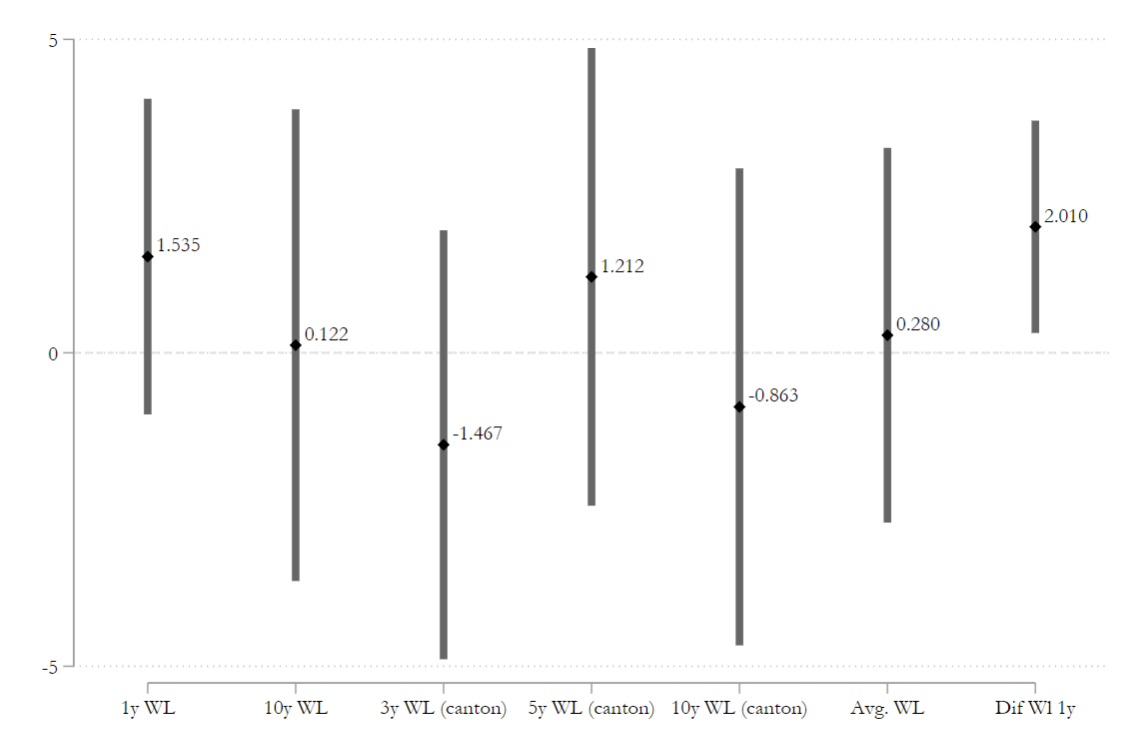 5
1.535
0.122
-1.467
1.212
-0.863
0.280
2.010
0
-5
1y WL
10y WL
3y WL (canton)
5y WL (canton)
10y WL (canton)
Avg. WL
Dif Wl 1y